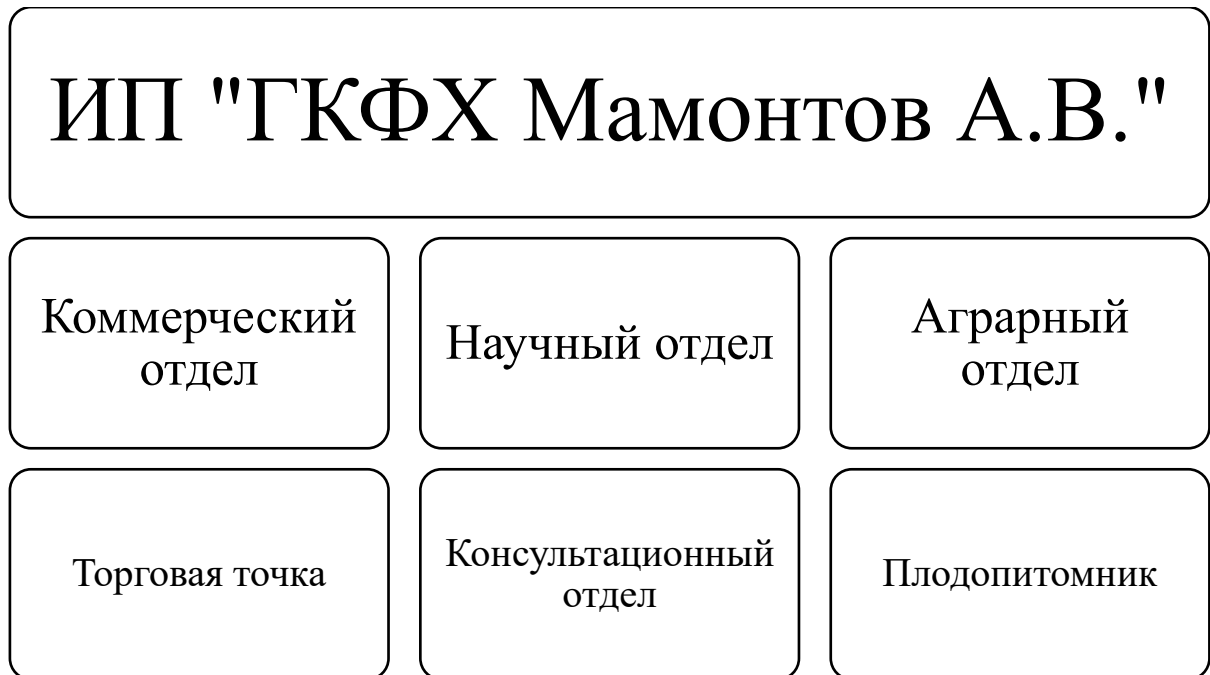 ИП "ГКФХ Мамонтов А.В."
Коммерческий
отдел
Научный отдел
Аграрный
отдел
Торговая точка
Консультационный
отдел
Плодопитомник